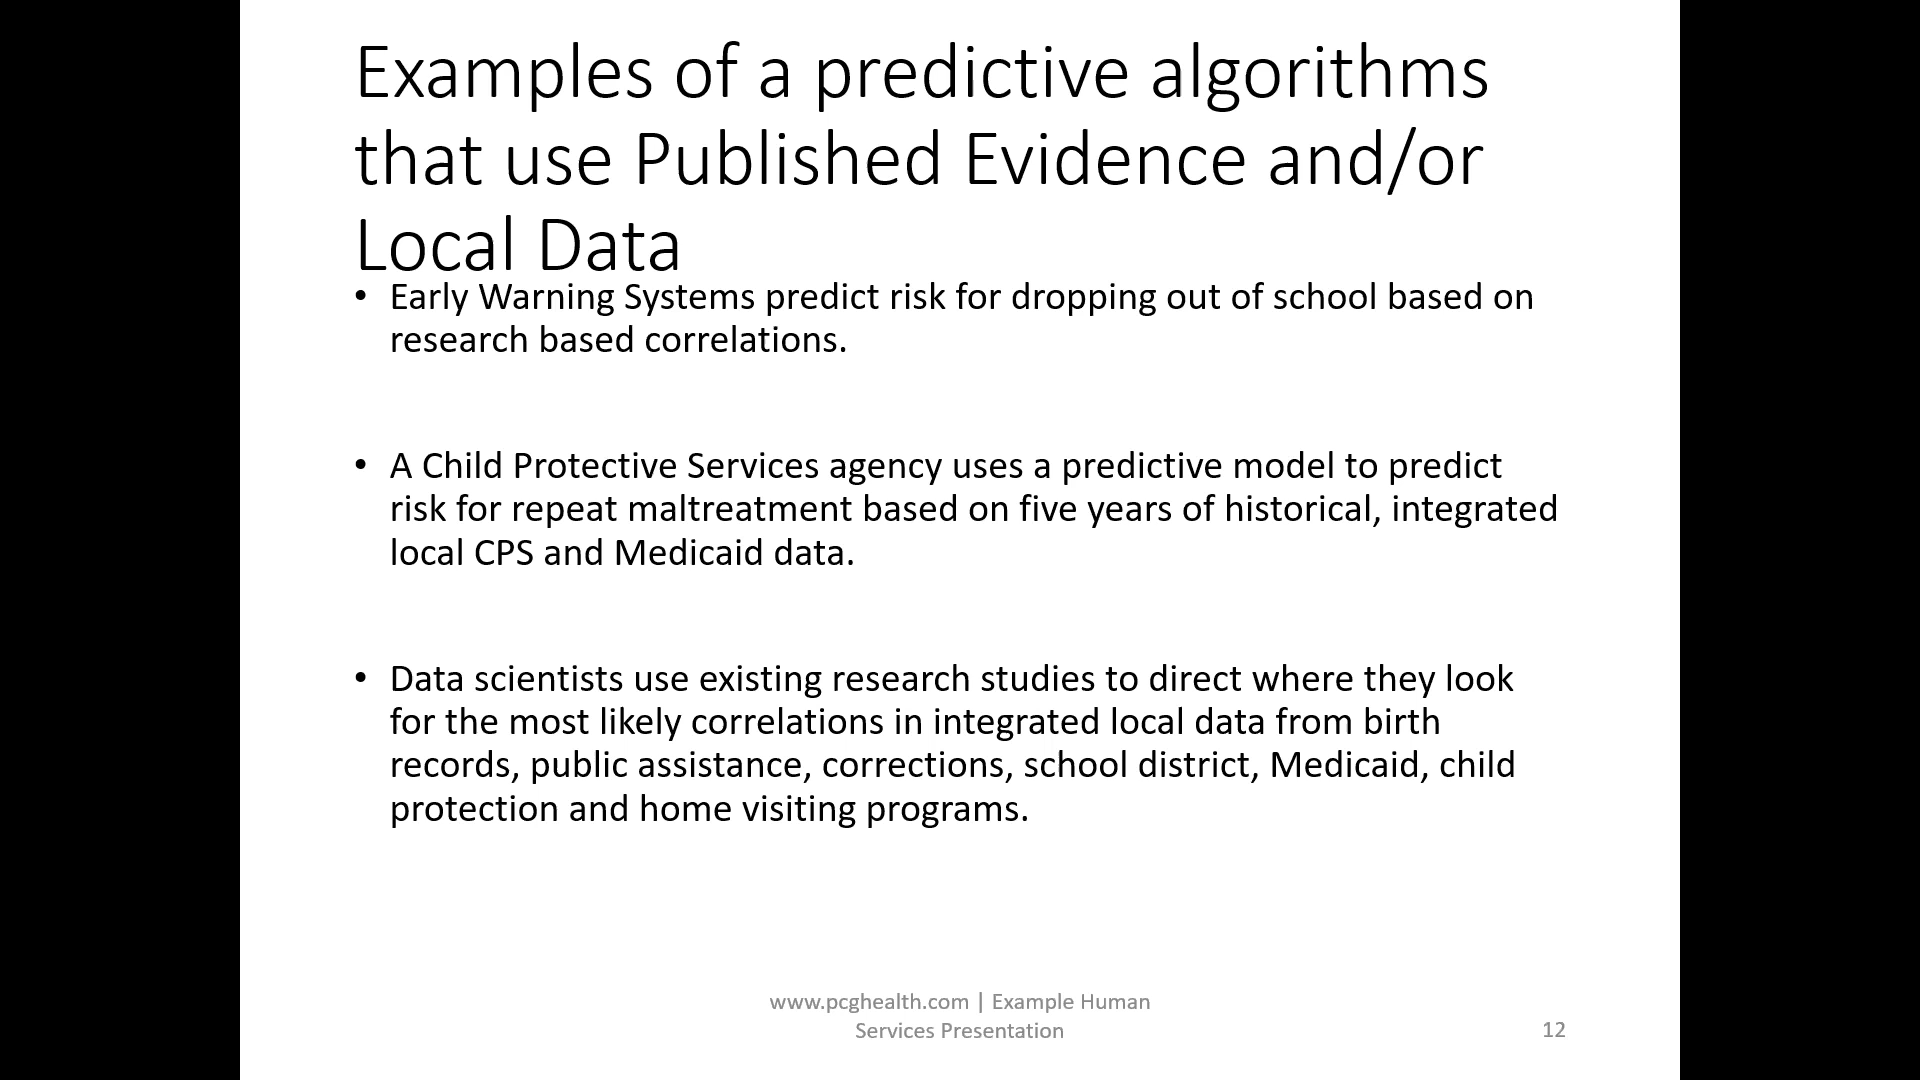 Examples of a predictive algorithms
that use Published Evidence and/or
Local Data
• Early Warning Systems predict risk for dropping out of school based on
research based correlations.
• A Child Protective Services agency uses a predictive model to predict
risk for repeat maltreatment based on five years of historical, integrated
local CPS and Medicaid data.
• Data scientists use existing research studies to direct where they look
for the most likely correlations in integrated local data from birth
records, public assistance, corrections, school district, Medicaid, child
protection and home visiting programs.
www.pcghealth.com | Example Human
Services Presentation
12